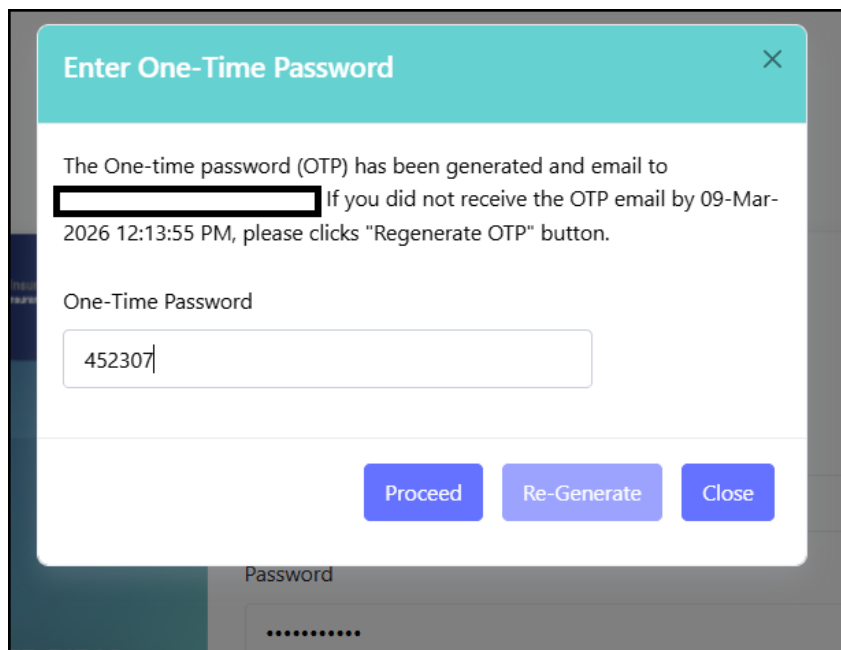 Enter One-Time Password
The One-time password (OTP) has been generated and email to
If you did not receive the OTP email by 09-Mar-
2026 12:13:55 PM, please clicks "Regenerate OTP" button.
One-Time Password
452307
Proceed
Re-Generate
Close
Password
•••••••••••